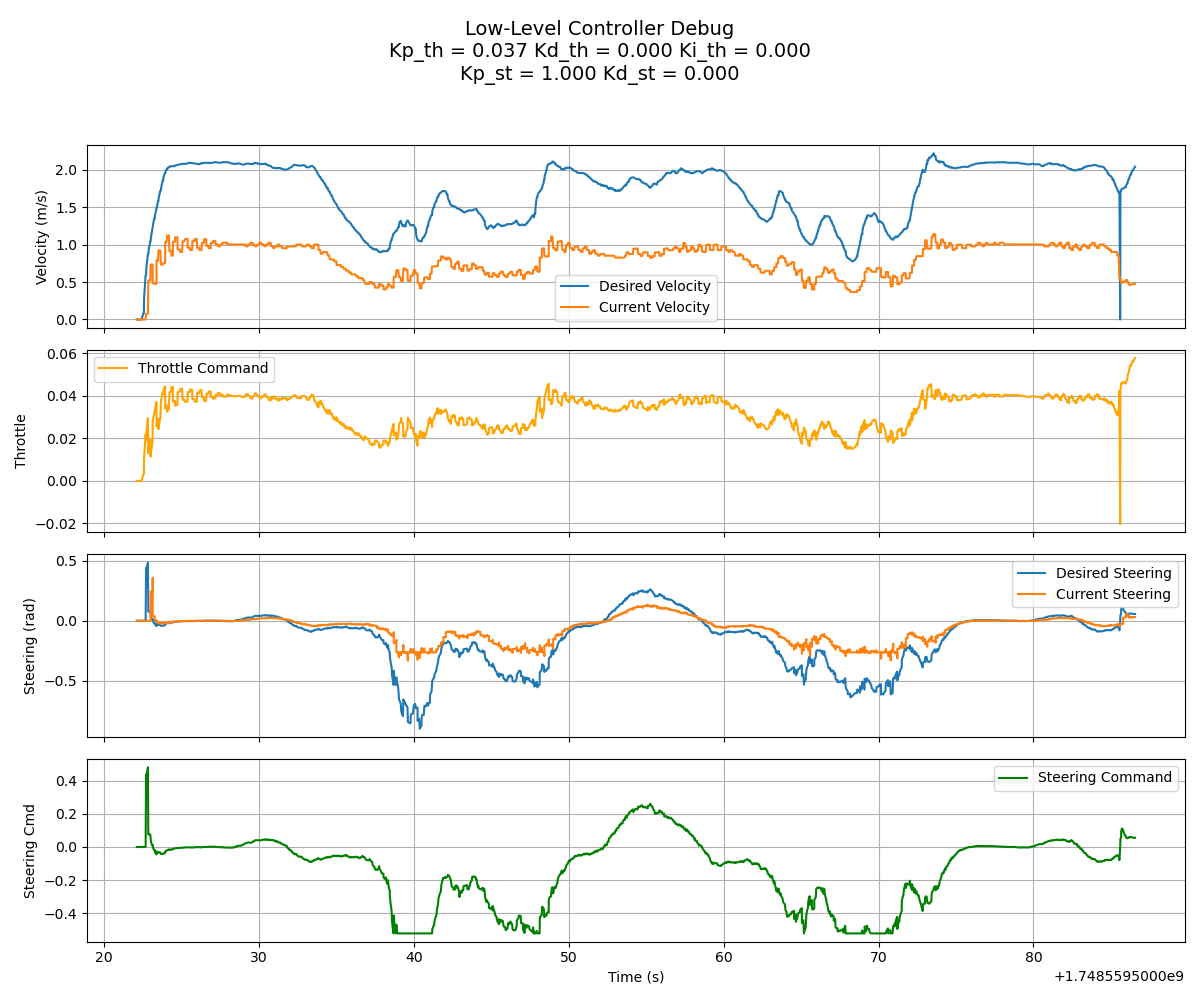 Low-Level Controller Debug
Kp_th = 0.037 Kd_th = 0.000 Ki_th = 0.000
Kp_st = 1.000 Kd_st = 0.000
Velocity (m/s)
2.0
1.5
1.0
0.5
0.0
Desired Velocity
Current Velocity
Throttle
0.06
0.04
0.02
0.00
−0.02
Throttle Command
Steering (rad)
0.5
0.0
−0.5
Desired Steering
Current Steering
Steering Cmd
0.4
0.2
0.0
−0.2
−0.4
Steering Command
20 30 40 50 60 70 80
Time (s)
+1.7485595000e9